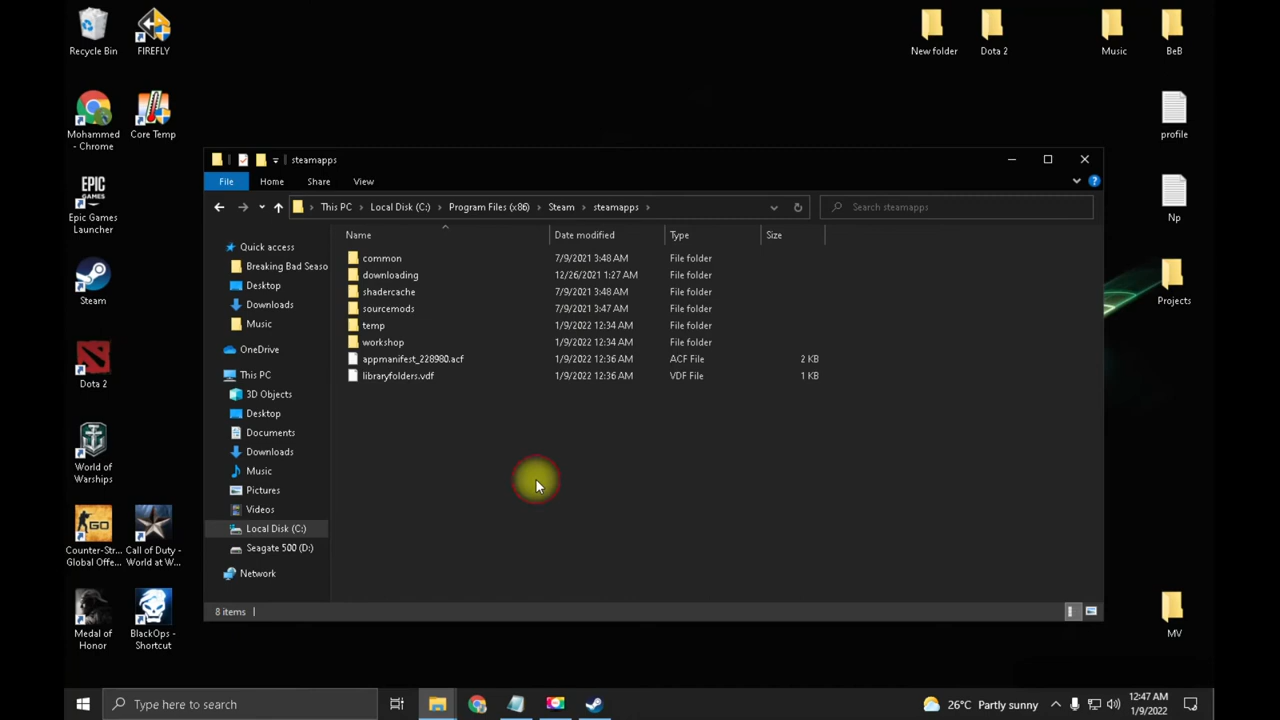 Recycle Bin
FIREFLY
New folder
Dota 2
Music
BeB
Mohammed
- Chrome
Core Temp
profile
Epic Games
Launcher
Np
Steam
Projects
Dota 2
World of
Warships
Counter-Str...
Global Offe...
Call of Duty -
World at W...
Medal of
Honor
BlackOps -
Shortcut
MV
steamapps
File
Home
Share
View
This PC
Local Disk (C:)
Program Files (x86)
Steam
steamapps
Search steamapps
Name
Date modified
Type
Size
Quick access
Breaking Bad Seaso
Desktop
Downloads
Music
OneDrive
This PC
3D Objects
Desktop
Documents
Downloads
Music
Pictures
Videos
Local Disk (C:)
Seagate 500 (D:)
Network
common 7/9/2021 3:48 AM File folder
downloading 12/26/2021 1:27 AM File folder
shadercache 7/9/2021 3:48 AM File folder
sourcemods 7/9/2021 3:47 AM File folder
temp 1/9/2022 12:34 AM File folder
workshop 1/9/2022 12:34 AM File folder
appmanifest_228980.acf 1/9/2022 12:36 AM ACF File 2 KB
libraryfolders.vdf 1/9/2022 12:36 AM VDF File 1 KB
8 items
Type here to search
26°C Partly sunny
12:47 AM
1/9/2022